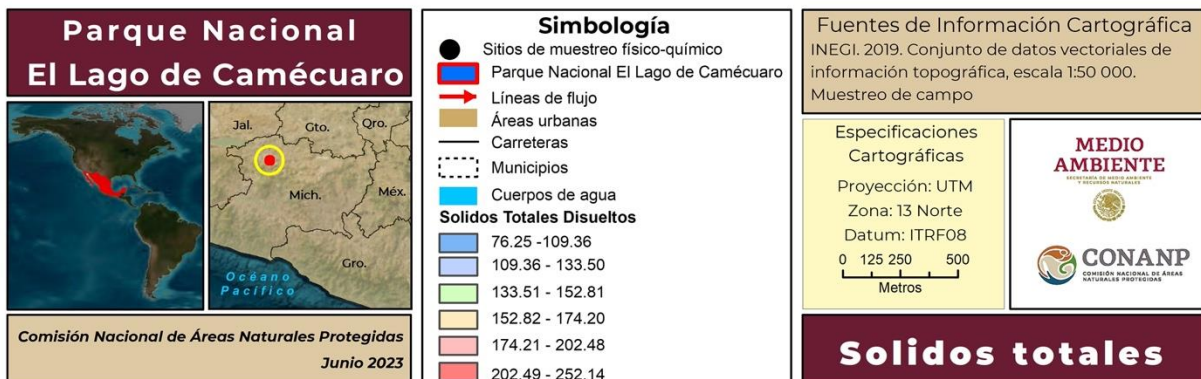 Parque Nacional
El Lago de Camécuaro
Jal.
Gto.
Qro.
Mich.
Méx.
Gro.
Océano
Pacífico
Comisión Nacional de Áreas Naturales Protegidas
Junio 2023
Simbología
Sitios de muestreo físico-químico
Parque Nacional El Lago de Camécuaro
Líneas de flujo
Áreas urbanas
Carreteras
Municipios
Cuerpos de agua
Solidos Totales Disueltos
76.25 -109.36
109.36 - 133.50
133.51 - 152.81
152.82 - 174.20
174.21 - 202.48
202.49 - 252.14
Fuentes de Información Cartográfica
INEGI. 2019. Conjunto de datos vectoriales de
información topográfica, escala 1:50 000.
Muestreo de campo
Especificaciones
Cartográficas
Proyección: UTM
Zona: 13 Norte
Datum: ITRF08
0 125 250 500
Metros
MEDIO
AMBIENTE
SECRETARÍA DE MEDIO AMBIENTE
Y RECURSOS NATURALES
CONANP
COMISIÓN NACIONAL DE ÁREAS
NATURALES PROTEGIDAS
Solidos totales